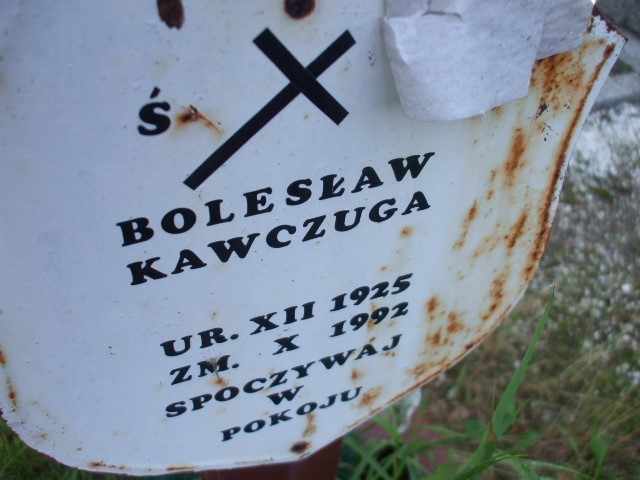 Ś
BOLESŁAW
KAWCZUGA
UR. XII 1925
ZM. X 1992
SPOCZYWAJ
W
POKOJU